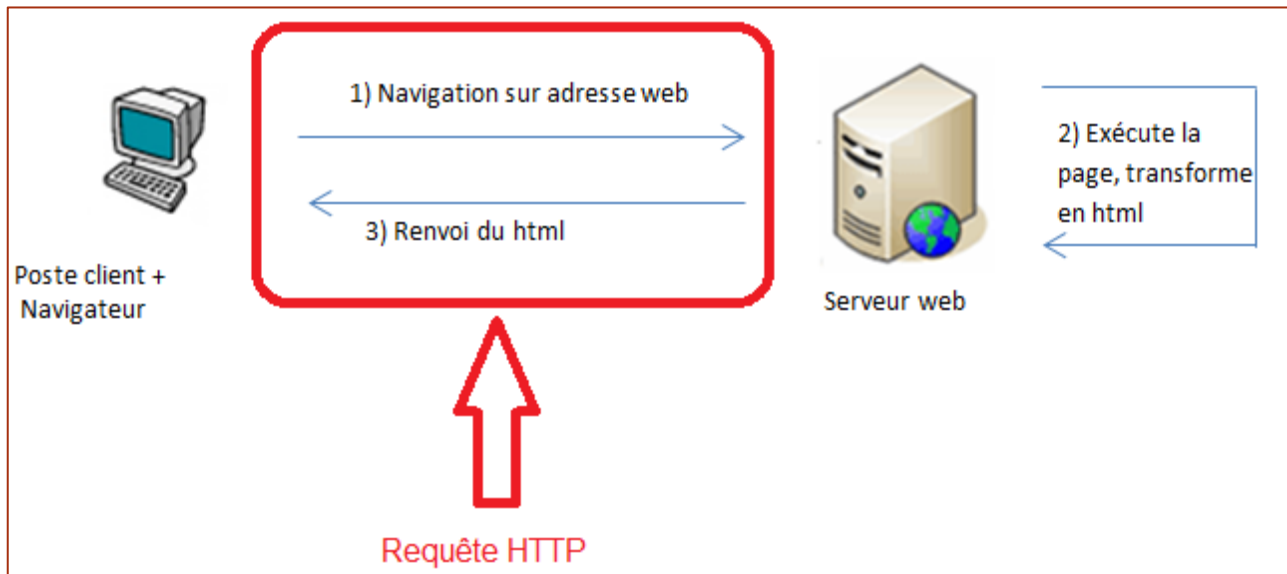 1) Navigation sur adresse web
2) Exécute la
page, transforme
en html
3) Renvoi du html
Poste client +
Navigateur
Serveur web
Requête HTTP